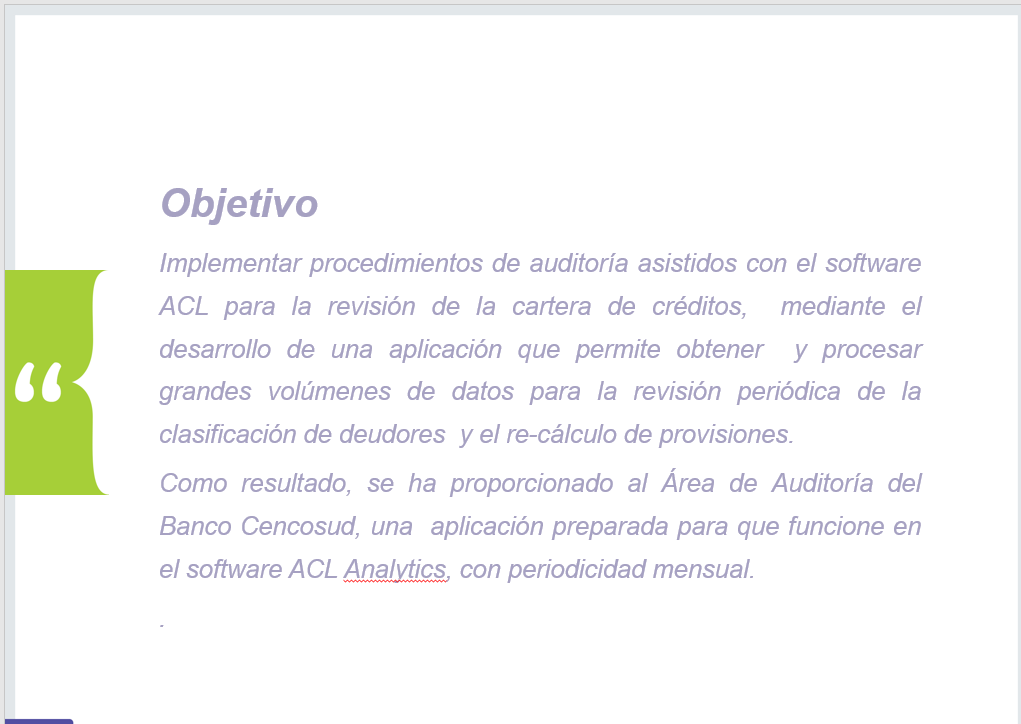 Objetivo
Implementar procedimientos de auditoría asistidos con el software
ACL para la revisión de la cartera de créditos, mediante el
desarrollo de una aplicación que permite obtener y procesar
grandes volúmenes de datos para la revisión periódica de la
clasificación de deudores y el re-cálculo de provisiones.
“
Como resultado, se ha proporcionado al Área de Auditoría del
Banco Cencosud, una aplicación preparada para que funcione en
el software ACL Analytics, con periodicidad mensual.
.